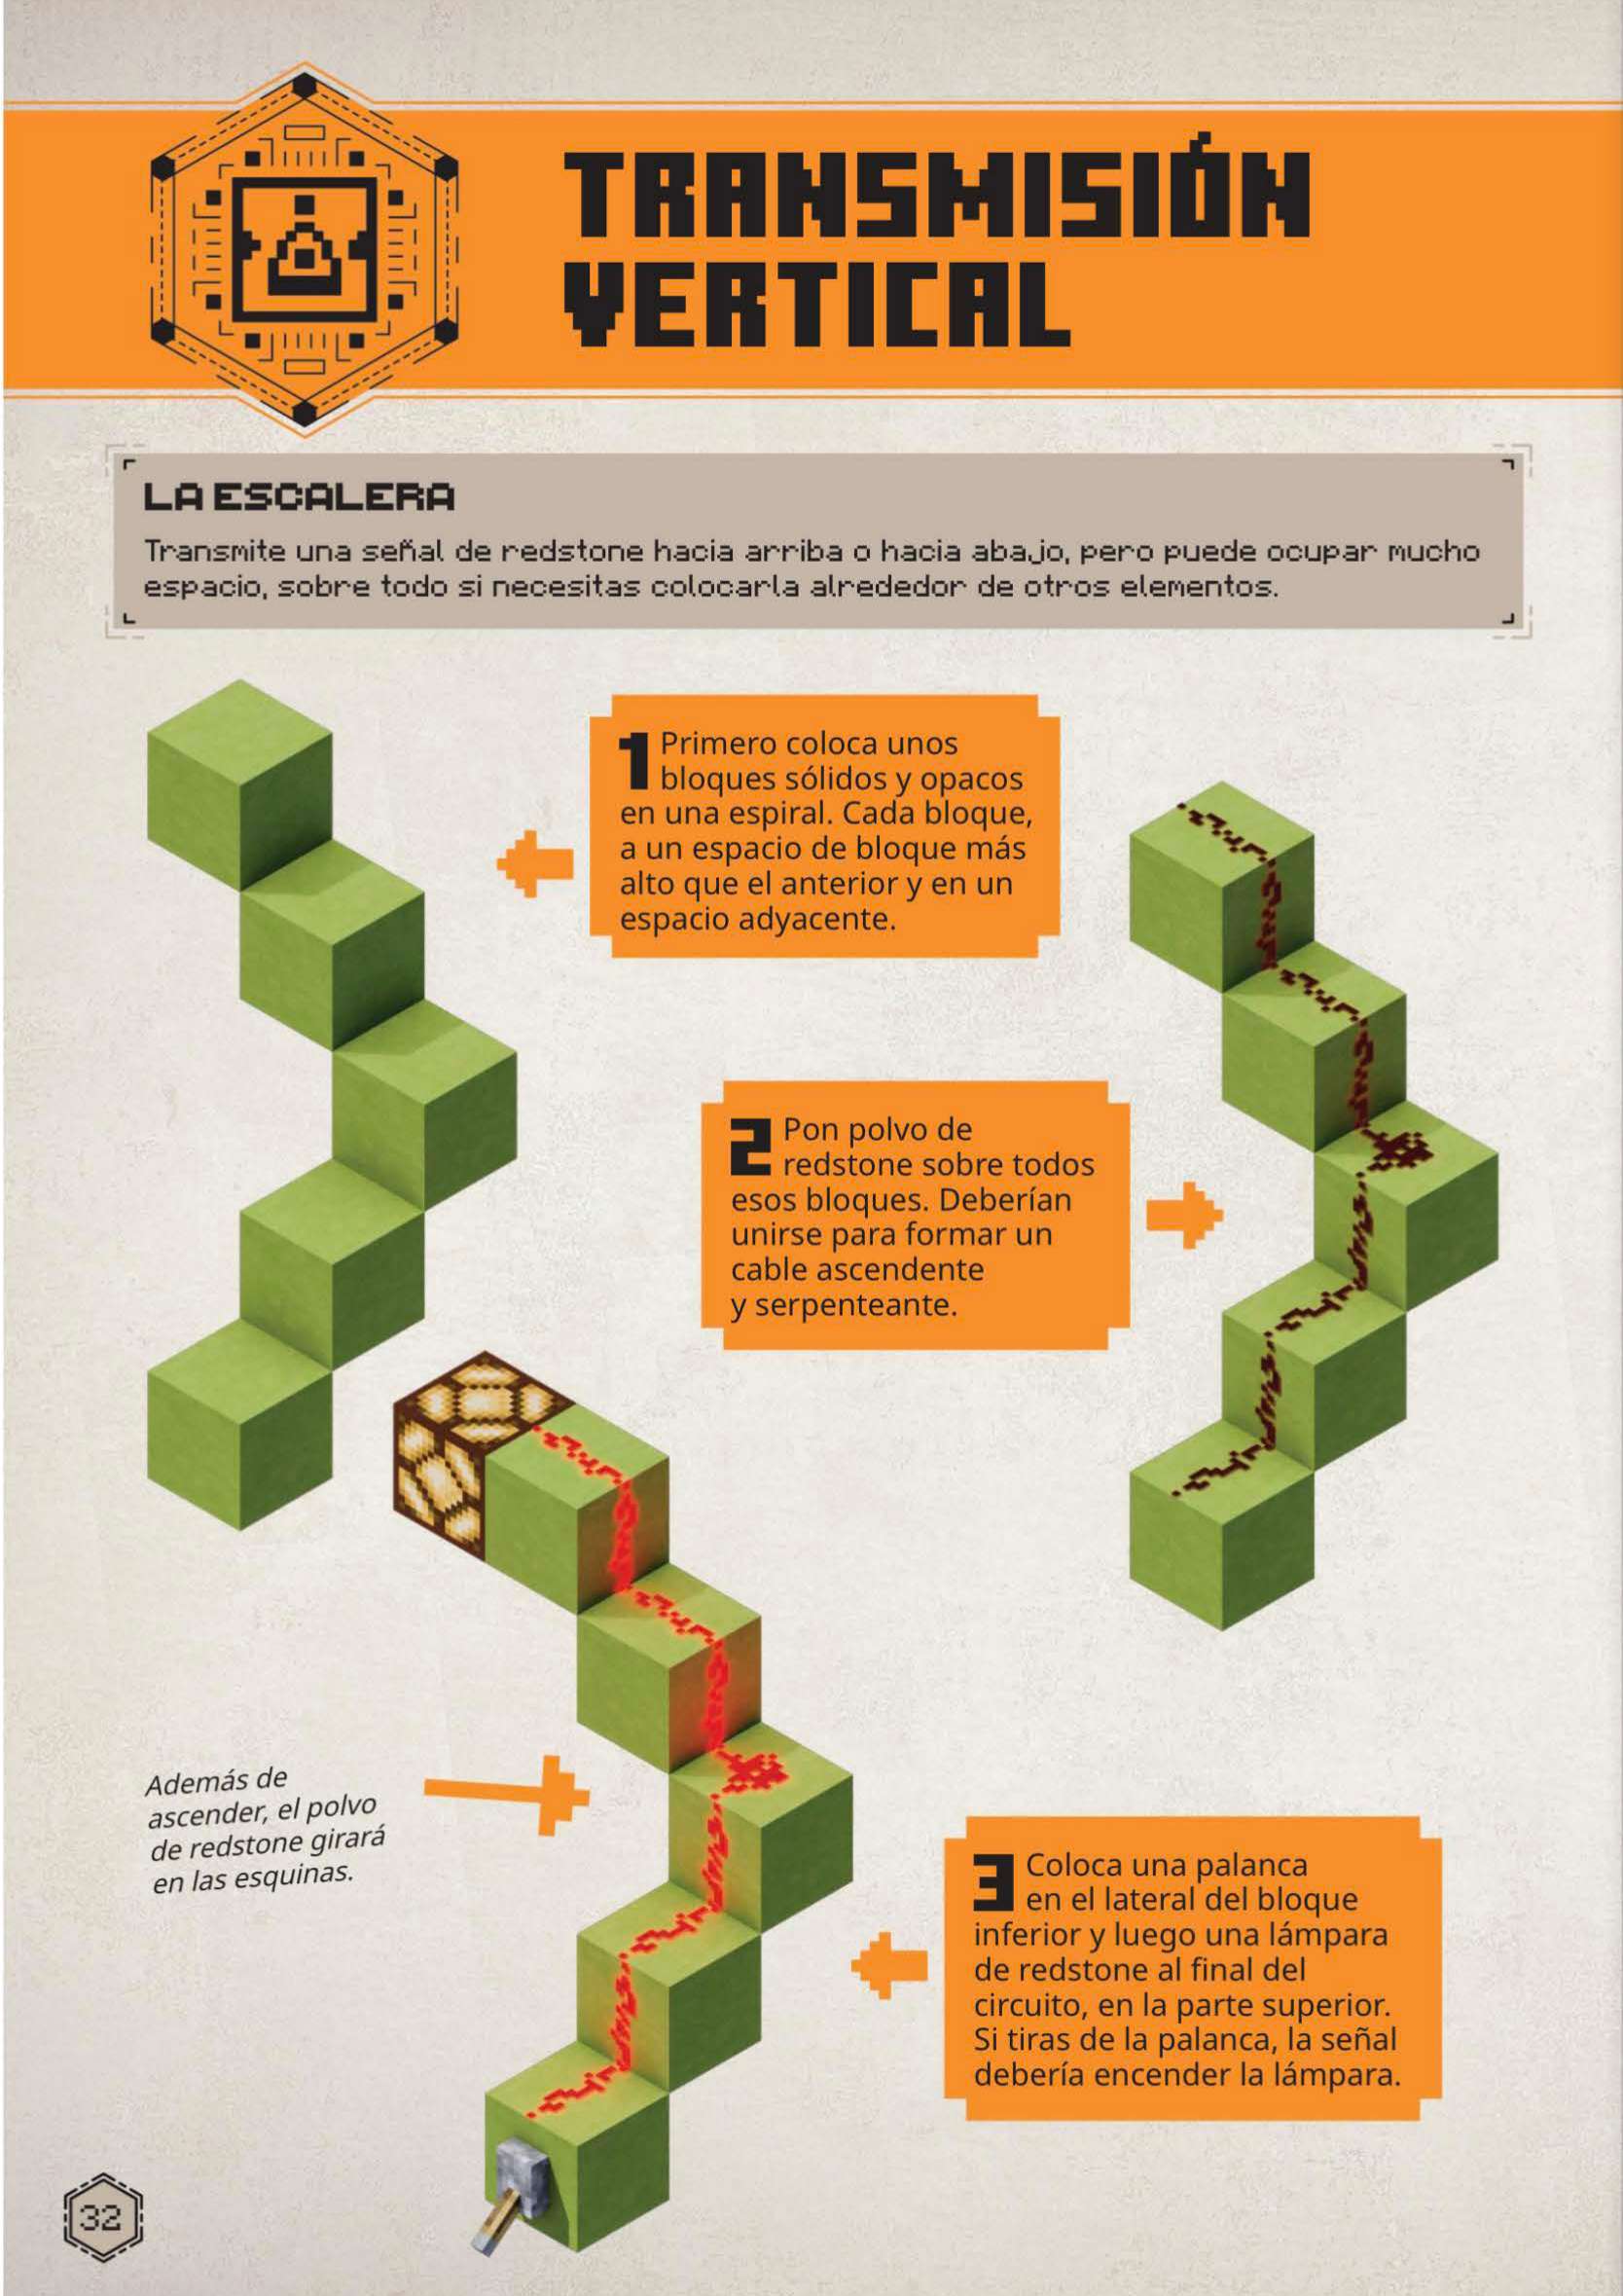 TRANSMISIÓN
VERTICAL
LA ESCALERA
Transmite una señal de redstone hacia arriba o hacia abajo, pero puede ocupar mucho
espacio, sobre todo si necesitas colocarla alrededor de otros elementos.
1 Primero coloca unos
bloques sólidos y opacos
en una espiral. Cada bloque,
a un espacio de bloque más
alto que el anterior y en un
espacio adyacente.
2 Pon polvo de
redstone sobre todos
esos bloques. Deberían
unirse para formar un
cable ascendente
y serpenteante.
Además de
ascender, el polvo
de redstone girará
en las esquinas.
3 Coloca una palanca
en el lateral del bloque
inferior y luego una lámpara
de redstone al final del
circuito, en la parte superior.
Si tiras de la palanca, la señal
debería encender la lámpara.
32